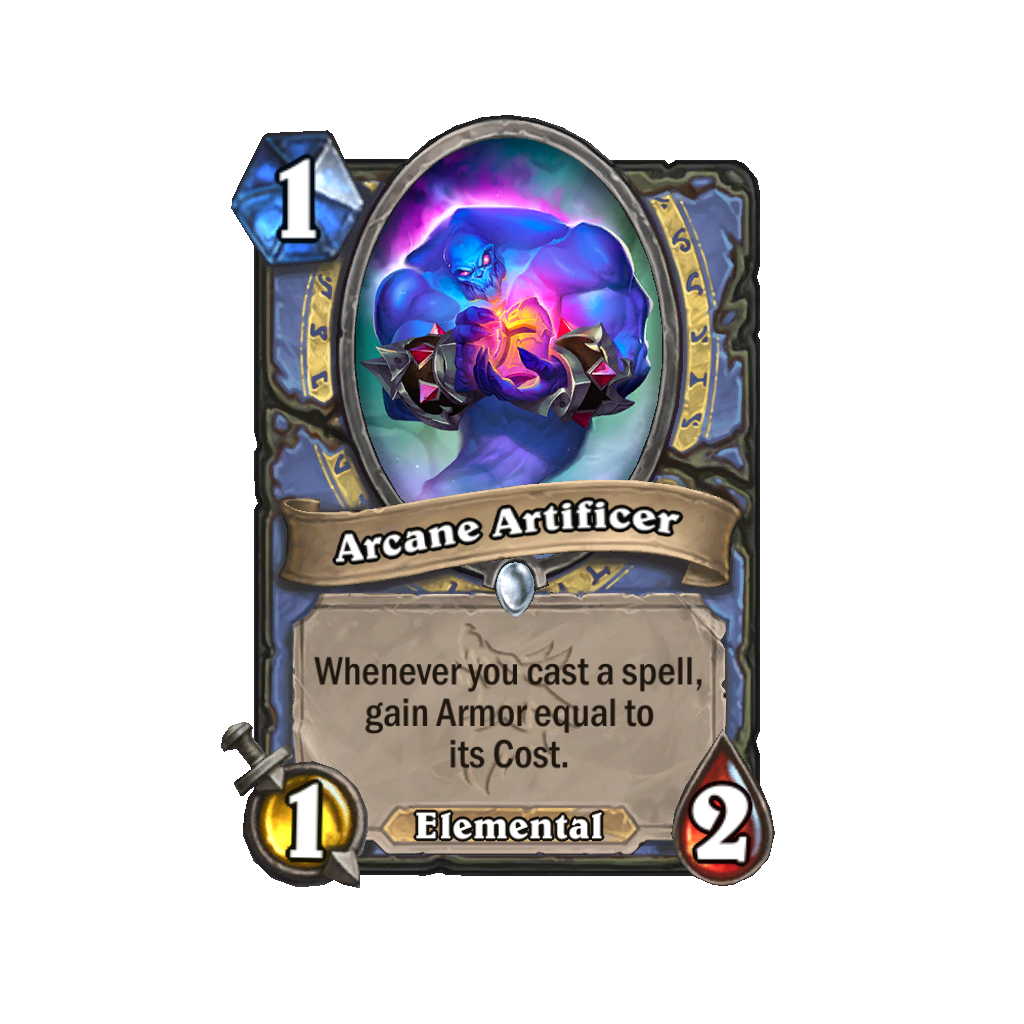 1
Arcane Artificer
Whenever you cast a spell,
gain Armor equal to
its Cost.
1
Elemental
2